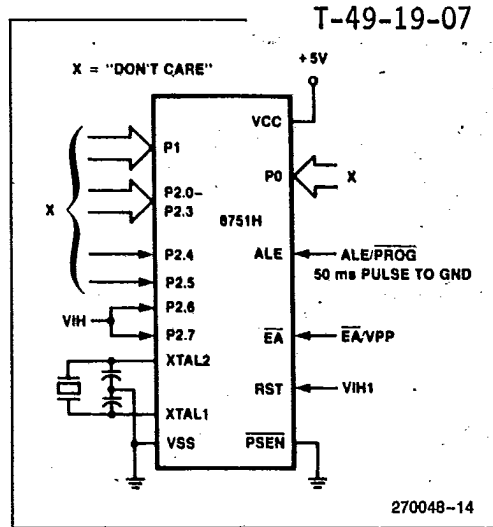 T-49-19-07
X = "DON'T CARE"
+5V
VCC
P1
P0
X
P2.0–
P2.3
X
8751H
P2.4
ALE
ALE/PROG
50 ms PULSE TO GND
P2.5
P2.6
VIH
P2.7
EA
EA/VPP
XTAL2
RST
VIH1
XTAL1
VSS
PSEN
270048–14